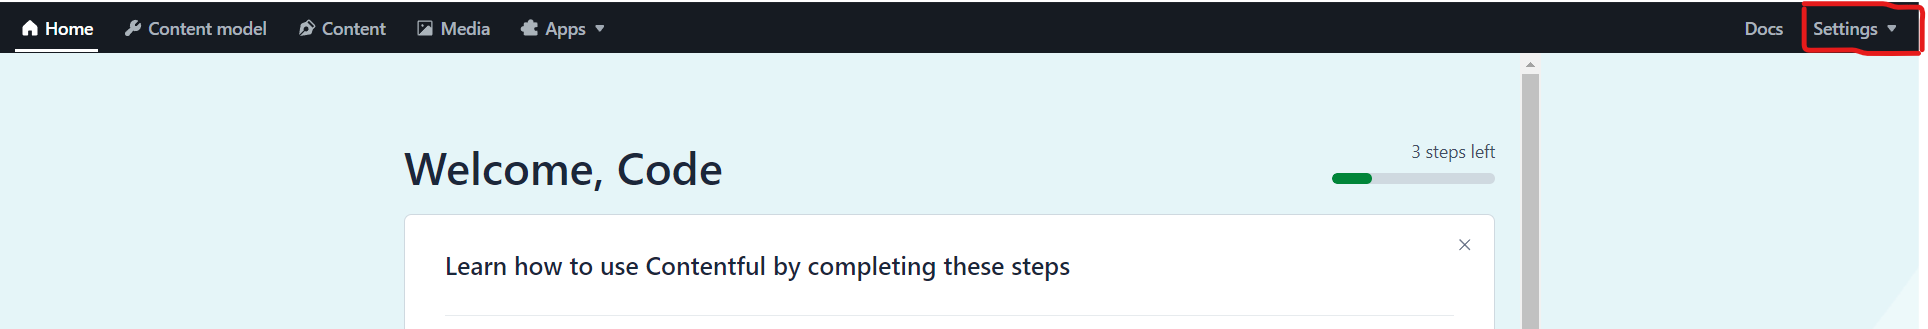 Home Content model Content Media Apps Docs Settings
3 steps left
Welcome, Code
Learn how to use Contentful by completing these steps